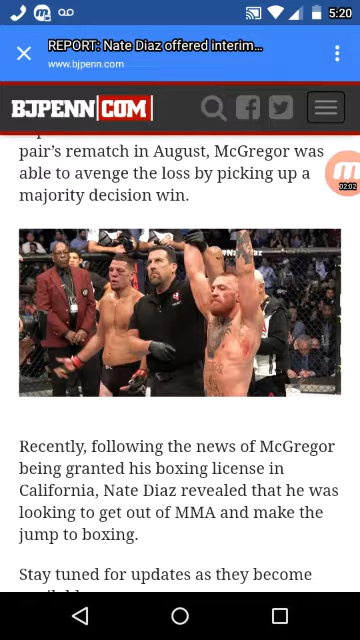 5:20
REPORT: Nate Diaz offered interim...
www.bjpenn.com
BJPENN.COM
pair's rematch in August, McGregor was
able to avenge the loss by picking up a
majority decision win.
02:02
Recently, following the news of McGregor
being granted his boxing license in
California, Nate Diaz revealed that he was
looking to get out of MMA and make the
jump to boxing.
Stay tuned for updates as they become